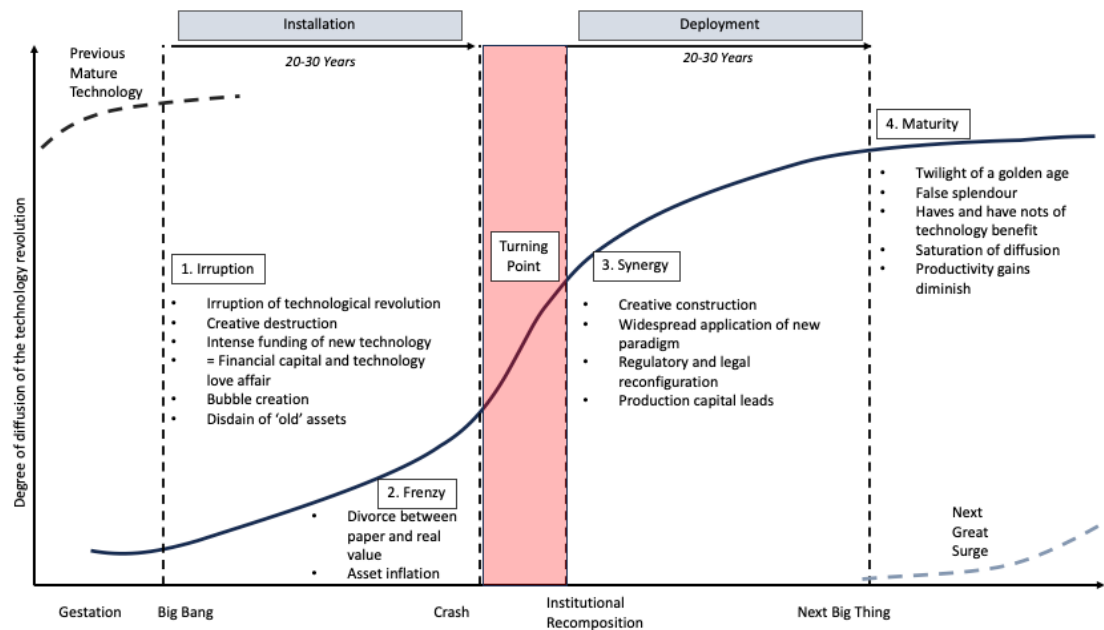 Installation
Deployment
20-30 Years
20-30 Years
Previous
Mature
Technology
Degree of diffusion of the technology revolution
1. Irruption
• Irruption of technological revolution
• Creative destruction
• Intense funding of new technology
• = Financial capital and technology
love affair
• Bubble creation
• Disdain of ‘old’ assets
2. Frenzy
• Divorce between
paper and real
value
• Asset inflation
Turning
Point
3. Synergy
• Creative construction
• Widespread application of new
paradigm
• Regulatory and legal
reconfiguration
• Production capital leads
4. Maturity
• Twilight of a golden age
• False splendour
• Haves and have nots of
technology benefit
• Saturation of diffusion
• Productivity gains
diminish
Next
Great
Surge
Gestation
Big Bang
Crash
Institutional
Recomposition
Next Big Thing